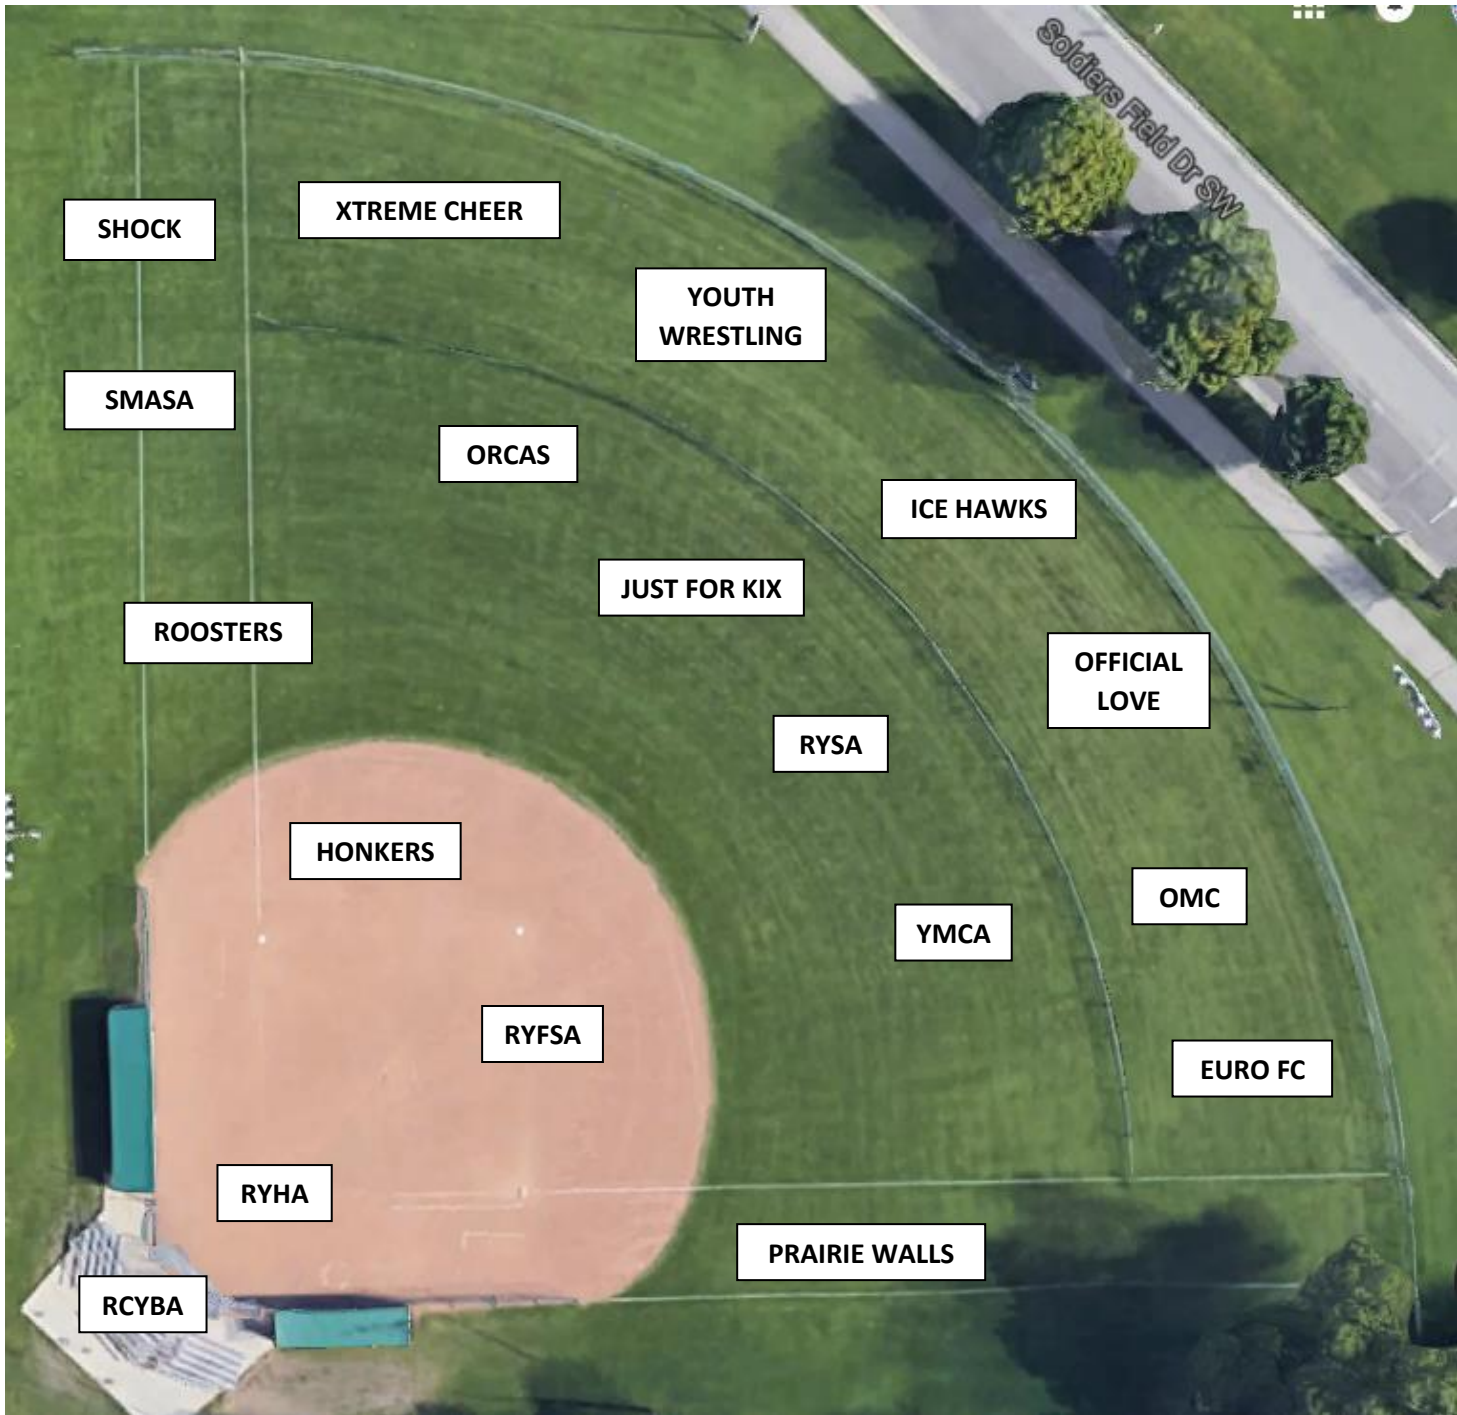 Soldiers Field Dr SW
XTREME CHEER
SHOCK
YOUTH
WRESTLING
SMASA
ORCAS
ICE HAWKS
JUST FOR KIX
ROOSTERS
OFFICIAL
LOVE
RYSA
HONKERS
OMC
YMCA
RYFSA
EURO FC
RYHA
PRAIRIE WALLS
RCYBA